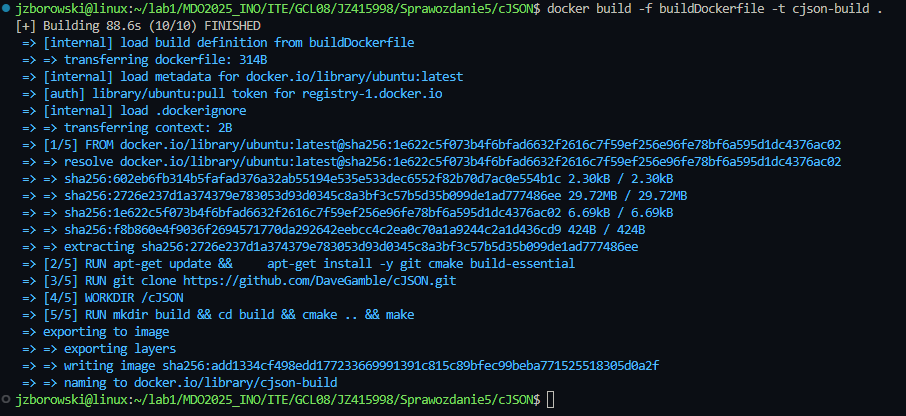 jzborowski@linux:~/lab1/MDO2025_INO/ITE/GCL08/JZ415998/Sprawozdanie5/cJSON$ docker build -f buildDockerfile -t cjson-build .
[+] Building 88.6s (10/10) FINISHED
=> [internal] load build definition from buildDockerfile
=> => transferring dockerfile: 314B
=> [internal] load metadata for docker.io/library/ubuntu:latest
=> [auth] library/ubuntu:pull token for registry-1.docker.io
=> [internal] load .dockerignore
=> => transferring context: 2B
=> [1/5] FROM docker.io/library/ubuntu:latest@sha256:1e622c5f073b4f6bfad6632f2616c7f59ef256e96fe78bf6a595d1dc4376ac02
=> => resolve docker.io/library/ubuntu:latest@sha256:1e622c5f073b4f6bfad6632f2616c7f59ef256e96fe78bf6a595d1dc4376ac02
=> => sha256:602eb6fb314b5fafad376a32ab55194e535e533dec6552f82b70d7ac0e554b1c 2.30kB / 2.30kB
=> => sha256:2726e237d1a374379e783053d93d0345c8a3bf3c57b5d35b099de1ad777486ee 29.72MB / 29.72MB
=> => sha256:1e622c5f073b4f6bfad6632f2616c7f59ef256e96fe78bf6a595d1dc4376ac02 6.69kB / 6.69kB
=> => sha256:f8b860e4f9036f2694571770da292642eebcc4c2ea0c70a1a9244c2a1d436cd9 424B / 424B
=> => extracting sha256:2726e237d1a374379e783053d93d0345c8a3bf3c57b5d35b099de1ad777486ee
=> [2/5] RUN apt-get update &&     apt-get install -y git cmake build-essential
=> [3/5] RUN git clone https://github.com/DaveGamble/cJSON.git
=> [4/5] WORKDIR /cJSON
=> [5/5] RUN mkdir build && cd build && cmake .. && make
=> exporting to image
=> => exporting layers
=> => writing image sha256:add1334cf498edd177233669991391c815c89bfec99beba771525518305d0a2f
=> => naming to docker.io/library/cjson-build
jzborowski@linux:~/lab1/MDO2025_INO/ITE/GCL08/JZ415998/Sprawozdanie5/cJSON$